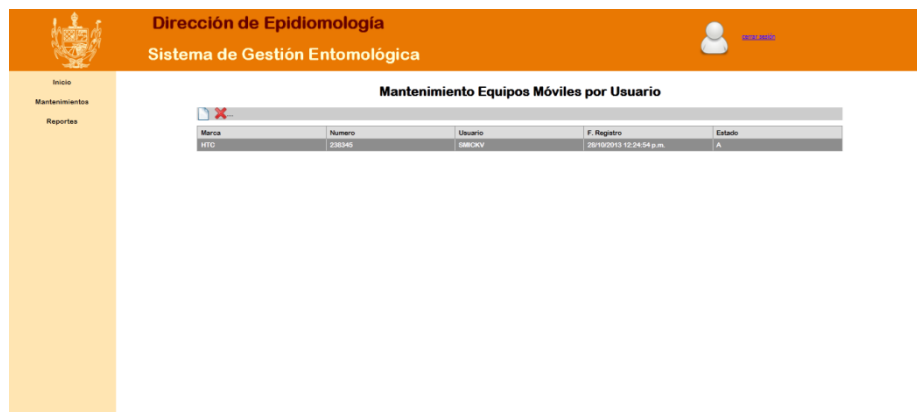 Dirección de Epidiomología
Sistema de Gestión Entomológica
cerrar sesión
Inicio
Mantenimientos
Reportes
Mantenimiento Equipos Móviles por Usuario
Marca Numero Usuario F. Registro Estado
HTC 238345 SMICKV 28/10/2013 12:24:54 p.m. A